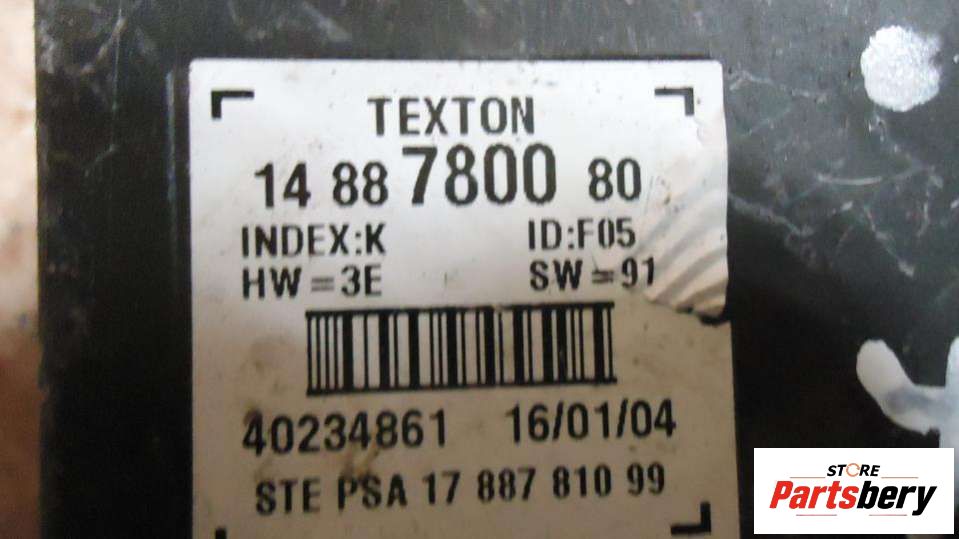 TEXTON
14 88 7800 80
INDEX:K ID:F05
HW=3E SW=91
40234861 16/01/04
STE PSA 17 887 810 99
STORE
Partsbery